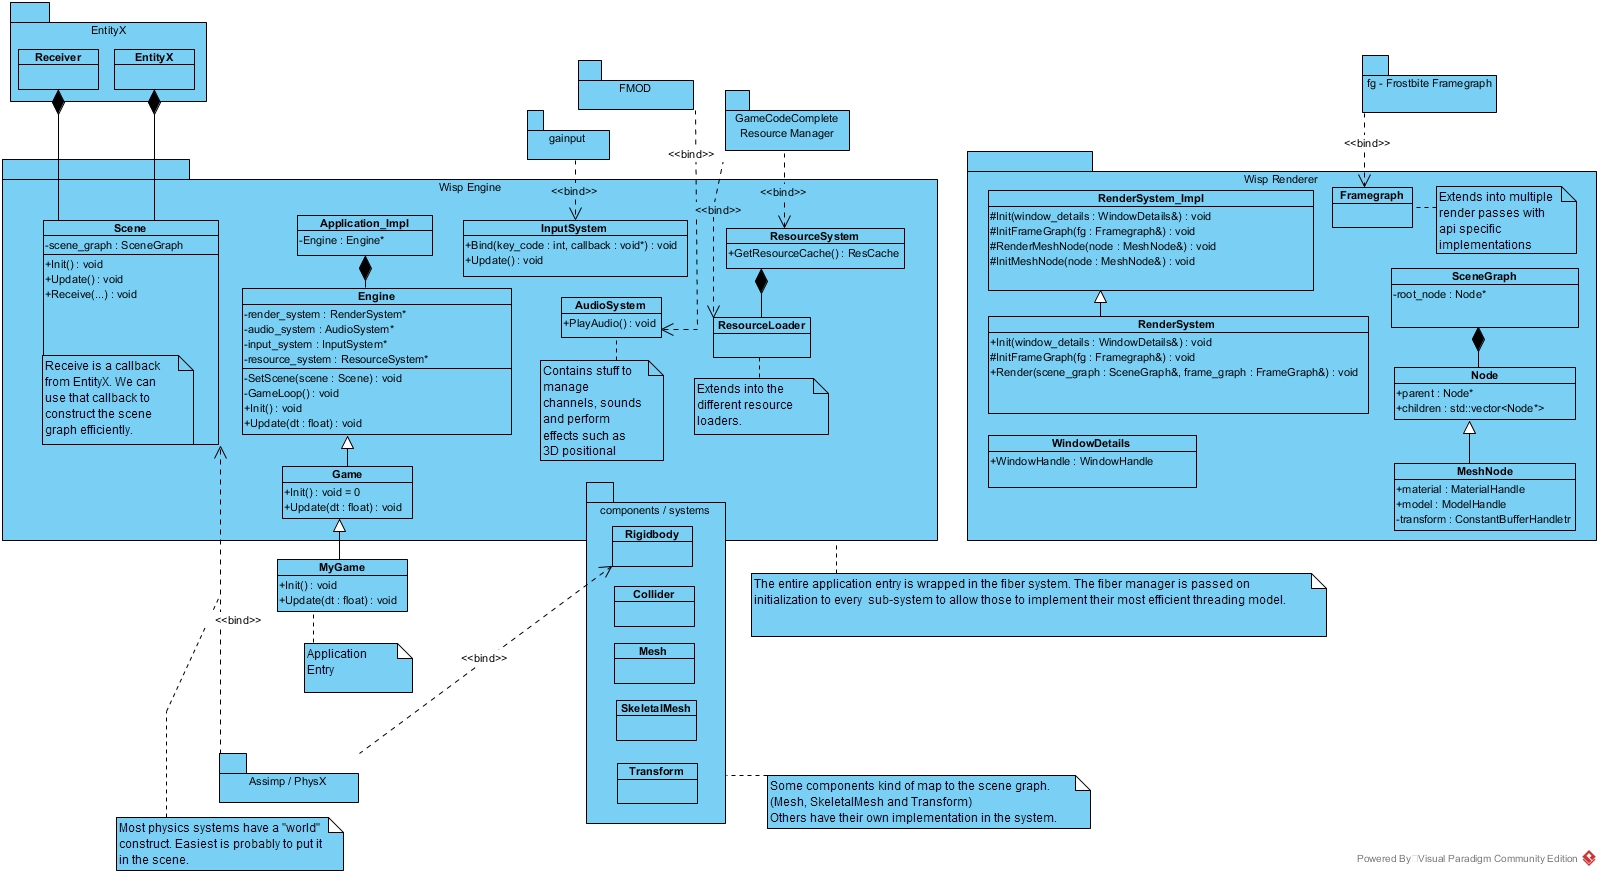 EntityX
Receiver
EntityX
FMOD
gainput
GameCodeComplete
Resource Manager
fg - Frostbite Framegraph
<<bind>>
<<bind>>
<<bind>>
<<bind>>
<<bind>>
Wisp Engine
Scene
-scene_graph : SceneGraph
+Init() : void
+Update() : void
+Receive(...) : void
Receive is a callback
from EntityX. We can
use that callback to
construct the scene
graph efficiently.
Application_Impl
-Engine : Engine*
Engine
-render_system : RenderSystem*
-audio_system : AudioSystem*
-input_system : InputSystem*
-resource_system : ResourceSystem*
-SetScene(scene : Scene) : void
-GameLoop() : void
+Init() : void
+Update(dt : float) : void
Game
+Init() : void = 0
+Update(dt : float) : void
MyGame
+Init() : void
+Update(dt : float) : void
Application
Entry
InputSystem
+Bind(key_code : int, callback : void*) : void
+Update() : void
AudioSystem
+PlayAudio() : void
Contains stuff to
manage
channels, sounds
and perform
effects such as
3D positional
ResourceSystem
+GetResourceCache() : ResCache
ResourceLoader
Extends into the
different resource
loaders.
Wisp Renderer
RenderSystem_Impl
#Init(window_details : WindowDetails&) : void
#InitFrameGraph(fg : Framegraph&) : void
#RenderMeshNode(node : MeshNode&) : void
#InitMeshNode(node : MeshNode&) : void
RenderSystem
+Init(window_details : WindowDetails&) : void
#InitFrameGraph(fg : Framegraph&) : void
+Render(scene_graph : SceneGraph&, frame_graph : FrameGraph&) : void
WindowDetails
+WindowHandle : WindowHandle
Framegraph
Extends into multiple
render passes with
api specific
implementations
SceneGraph
-root_node : Node*
Node
+parent : Node*
+children : std::vector<Node*>
MeshNode
+material : MaterialHandle
+model : ModelHandle
-transform : ConstantBufferHandletr
components / systems
Rigidbody
Collider
Mesh
SkeletalMesh
Transform
The entire application entry is wrapped in the fiber system. The fiber manager is passed on
initialization to every sub-system to allow those to implement their most efficient threading model.
<<bind>>
<<bind>>
Assimp / PhysX
Most physics systems have a "world"
construct. Easiest is probably to put it
in the scene.
Some components kind of map to the scene graph.
(Mesh, SkeletalMesh and Transform)
Others have their own implementation in the system.
Powered By Visual Paradigm Community Edition